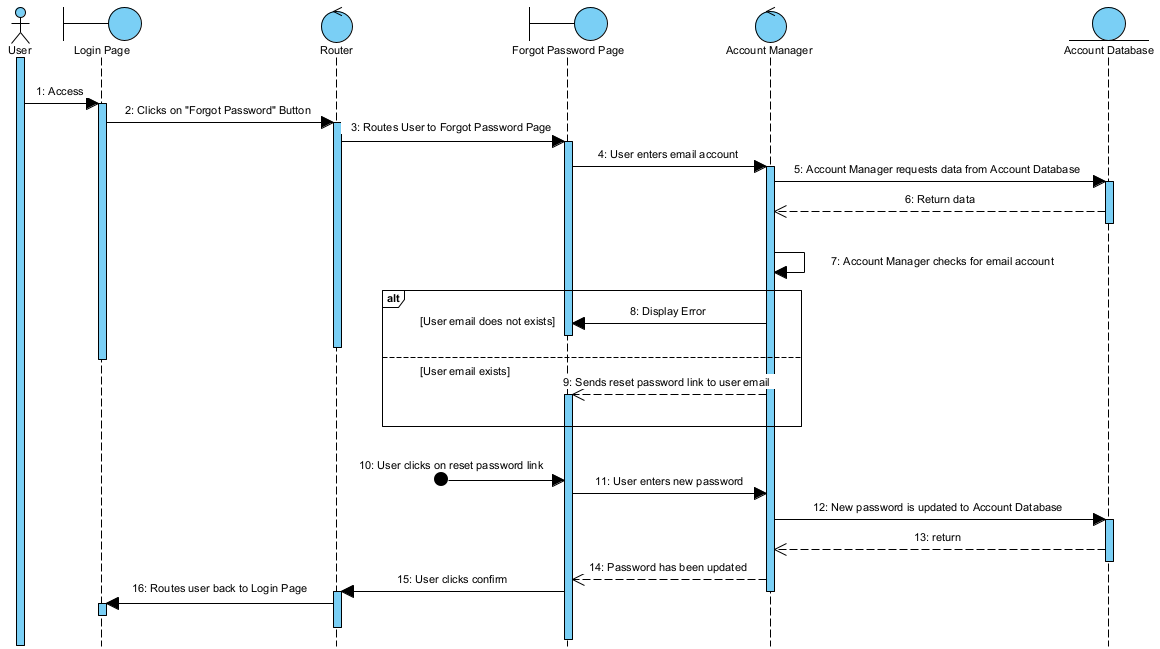 User
Login Page
Router
Forgot Password Page
Account Manager
Account Database
1: Access
2: Clicks on "Forgot Password" Button
3: Routes User to Forgot Password Page
4: User enters email account
5: Account Manager requests data from Account Database
6: Return data
7: Account Manager checks for email account
alt
8: Display Error
[User email does not exists]
[User email exists]
9: Sends reset password link to user email
10: User clicks on reset password link
11: User enters new password
12: New password is updated to Account Database
13: return
14: Password has been updated
15: User clicks confirm
16: Routes user back to Login Page